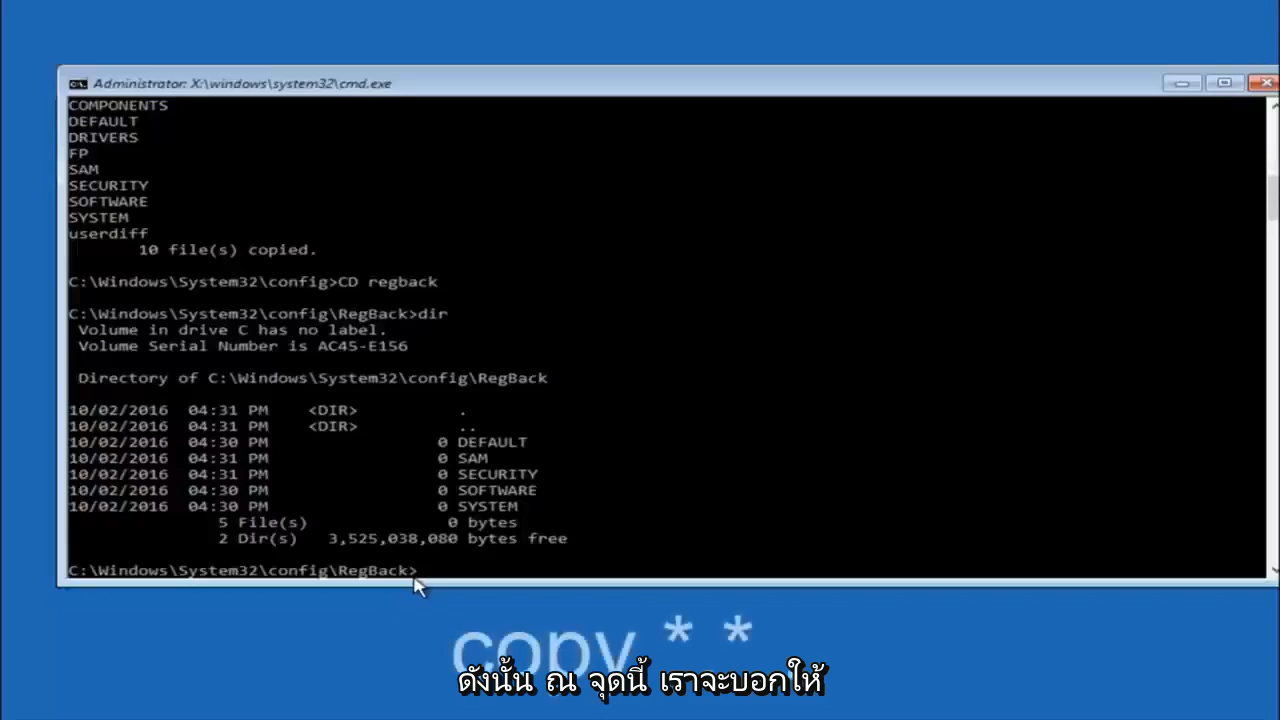 Administrator: X:\windows\system32\cmd.exe
COMPONENTS
DEFAULT
DRIVERS
FP
SAM
SECURITY
SOFTWARE
SYSTEM
userdiff
10 file(s) copied.
C:\Windows\System32\config>CD regback
C:\Windows\System32\config\RegBack>dir
Volume in drive C has no label.
Volume Serial Number is AC45-E156
Directory of C:\Windows\System32\config\RegBack
10/02/2016 04:31 PM <DIR> .
10/02/2016 04:31 PM <DIR> ..
10/02/2016 04:30 PM 0 DEFAULT
10/02/2016 04:31 PM 0 SAM
10/02/2016 04:31 PM 0 SECURITY
10/02/2016 04:30 PM 0 SOFTWARE
10/02/2016 04:30 PM 0 SYSTEM
5 File(s) 0 bytes
2 Dir(s) 3,525,038,080 bytes free
C:\Windows\System32\config\RegBack>
copy * *
ดังนั้น ณ จุดนี้ เราจะบอกให้